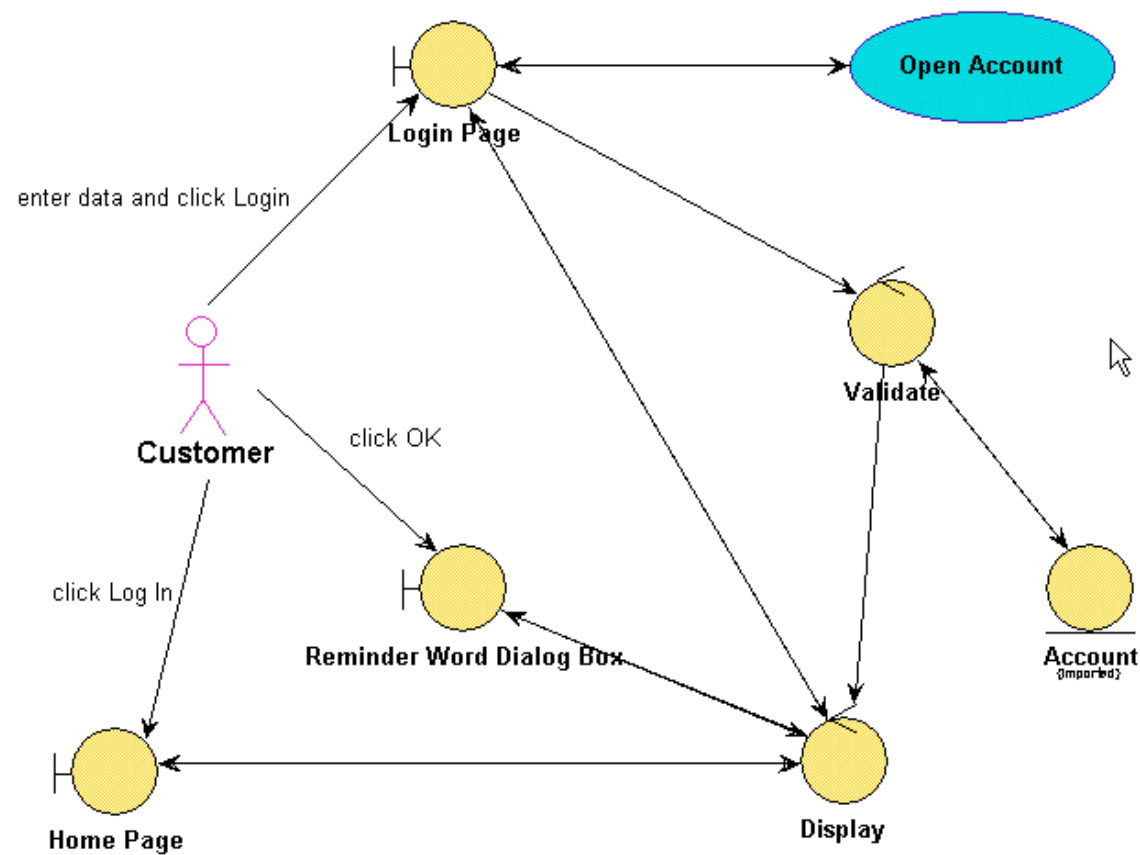 Open Account
Login Page
enter data and click Login
Validate
Customer
click OK
click Log In
Reminder Word Dialog Box
Account
{imported}
Display
Home Page